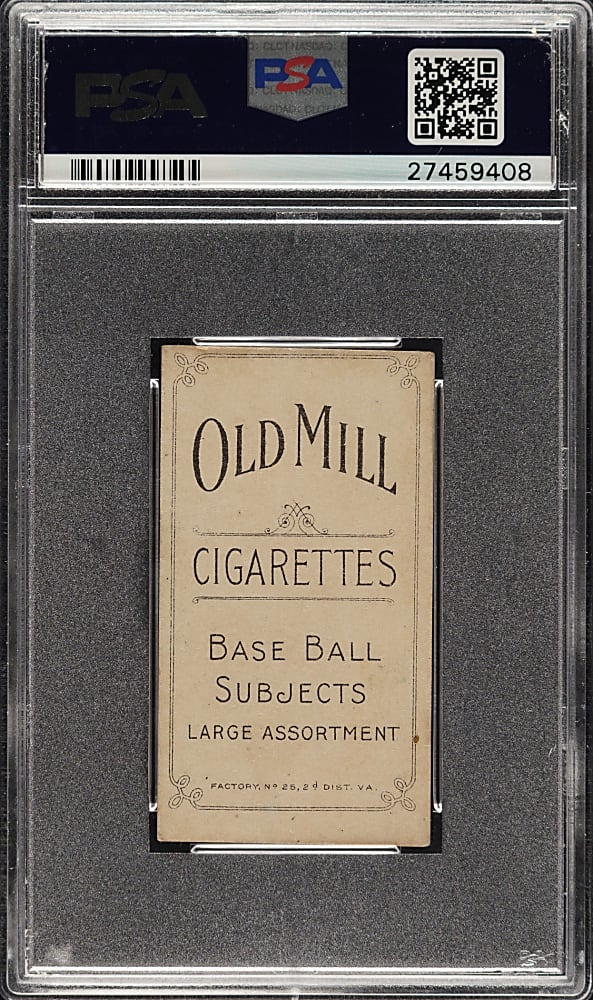 PSA
PSA
27459408
OLD MILL
CIGARETTES
BASE BALL
SUBJECTS
LARGE ASSORTMENT
FACTORY, Nº 25, 2d DIST. VA.